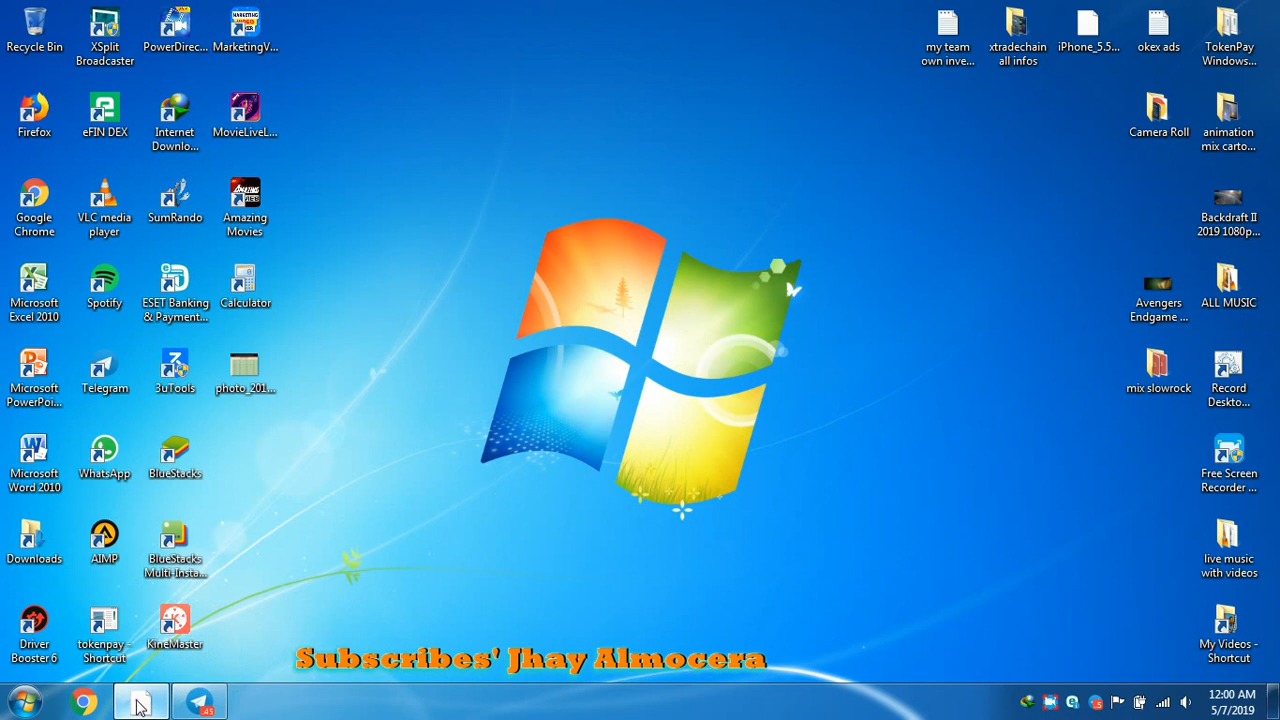 Recycle Bin
XSplit
Broadcaster
PowerDirec...
MarketingV...
my team
own inve...
xtradechain
all infos
iPhone_5.5...
okex ads
TokenPay
Windows...
Firefox
eFIN DEX
Internet
Downlo...
MovieLiveL...
Camera Roll
animation
mix carto...
Google
Chrome
VLC media
player
SumRando
Amazing
Movies
Backdraft II
2019 1080p...
Microsoft
Excel 2010
Spotify
ESET Banking
& Payment...
Calculator
Avengers
Endgame ...
ALL MUSIC
Microsoft
PowerPoi...
Telegram
3uTools
photo_201...
mix slowrock
Record
Deskto...
Microsoft
Word 2010
WhatsApp
BlueStacks
Free Screen
Recorder ...
Downloads
AIMP
BlueStacks
Multi-Insta...
live music
with videos
Driver
Booster 6
tokenpay -
Shortcut
KineMaster
My Videos -
Shortcut
Subscribes' Jhay Almocera
45
12:00 AM
5/7/2019